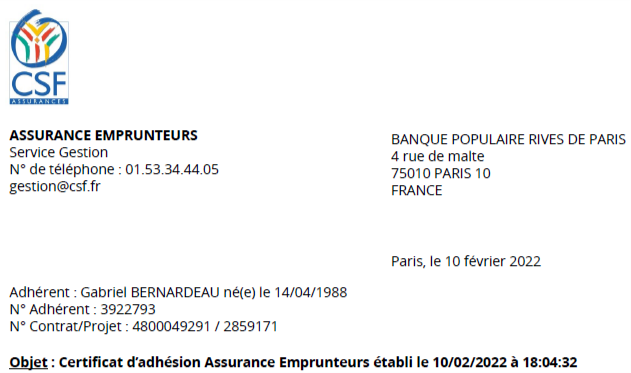 CSF
ASSURANCES
ASSURANCE EMPRUNTEURS
Service Gestion
N° de téléphone : 01.53.34.44.05
gestion@csf.fr
BANQUE POPULAIRE RIVES DE PARIS
4 rue de malte
75010 PARIS 10
FRANCE
Paris, le 10 février 2022
Adhérent : Gabriel BERNARDEAU né(e) le 14/04/1988
N° Adhérent : 3922793
N° Contrat/Projet : 4800049291 / 2859171
Objet : Certificat d’adhésion Assurance Emprunteurs établi le 10/02/2022 à 18:04:32